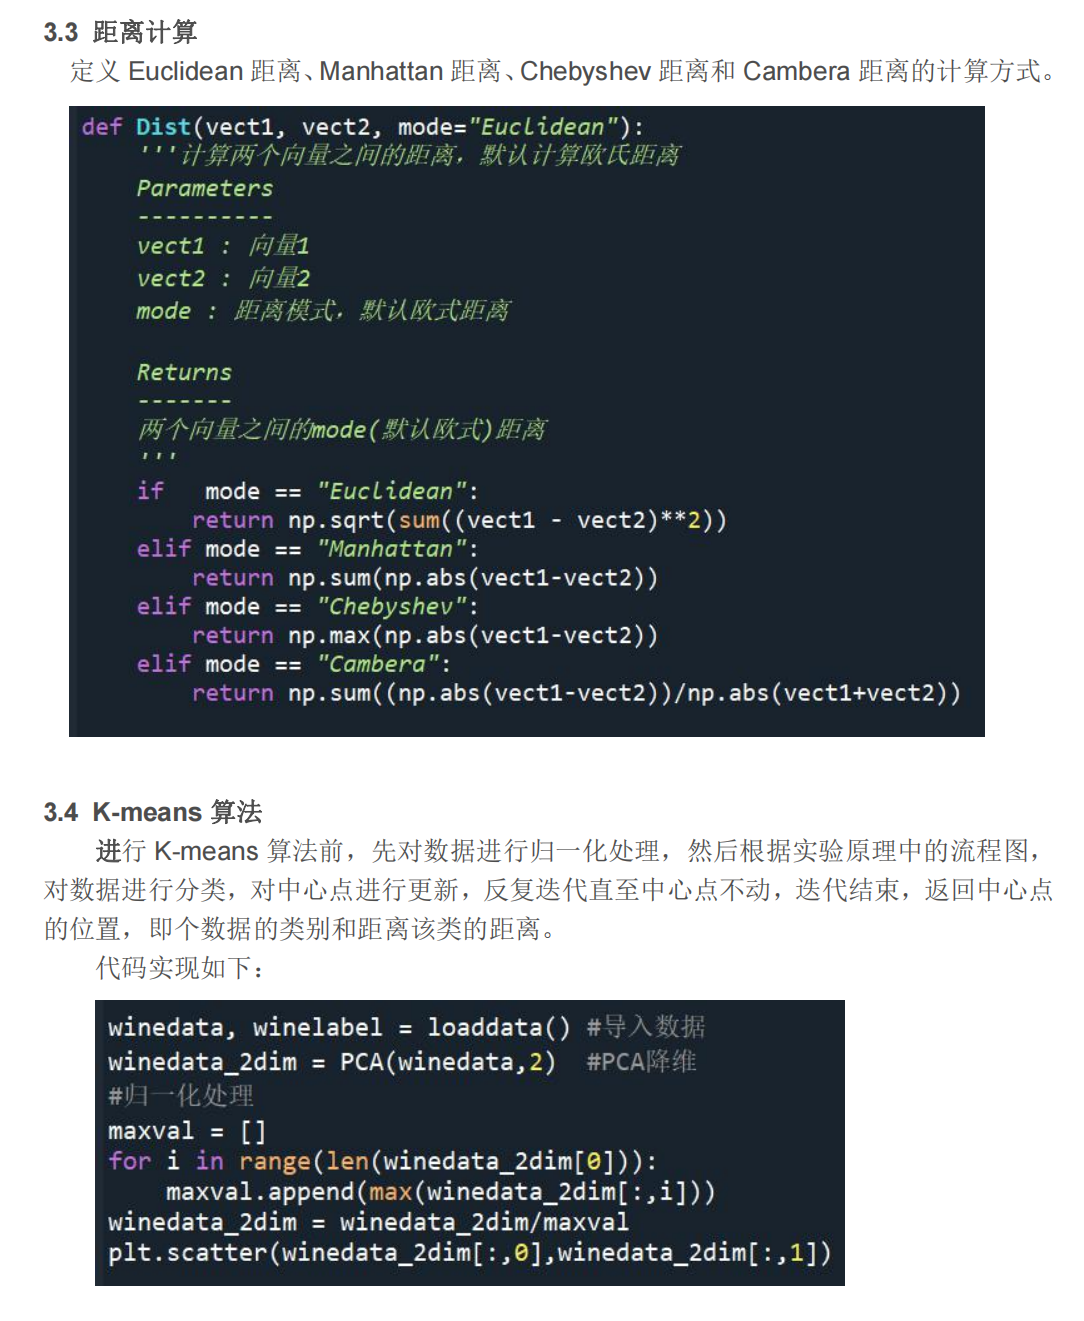 3.3 距离计算
定义 Euclidean 距离、Manhattan 距离、Chebyshev 距离和 Cambera 距离的计算方式。
def Dist(vect1, vect2, mode="Euclidean"):
'''计算两个向量之间的距离，默认计算欧氏距离
Parameters
----------
vect1 : 向量1
vect2 : 向量2
mode : 距离模式，默认欧式距离
Returns
-------
两个向量之间的mode(默认欧式)距离
'''
if   mode == "Euclidean":
return np.sqrt(sum((vect1 - vect2)**2))
elif mode == "Manhattan":
return np.sum(np.abs(vect1-vect2))
elif mode == "Chebyshev":
return np.max(np.abs(vect1-vect2))
elif mode == "Cambera":
return np.sum((np.abs(vect1-vect2))/np.abs(vect1+vect2))
3.4 K-means 算法
进行 K-means 算法前，先对数据进行归一化处理，然后根据实验原理中的流程图，
对数据进行分类，对中心点进行更新，反复迭代直至中心点不动，迭代结束，返回中心点
的位置，即个数据的类别和距离该类的距离。
代码实现如下：
winedata, winelabel = loaddata() #导入数据
winedata_2dim = PCA(winedata,2)  #PCA降维
#归一化处理
maxval = []
for i in range(len(winedata_2dim[0])):
maxval.append(max(winedata_2dim[:,i]))
winedata_2dim = winedata_2dim/maxval
plt.scatter(winedata_2dim[:,0],winedata_2dim[:,1])